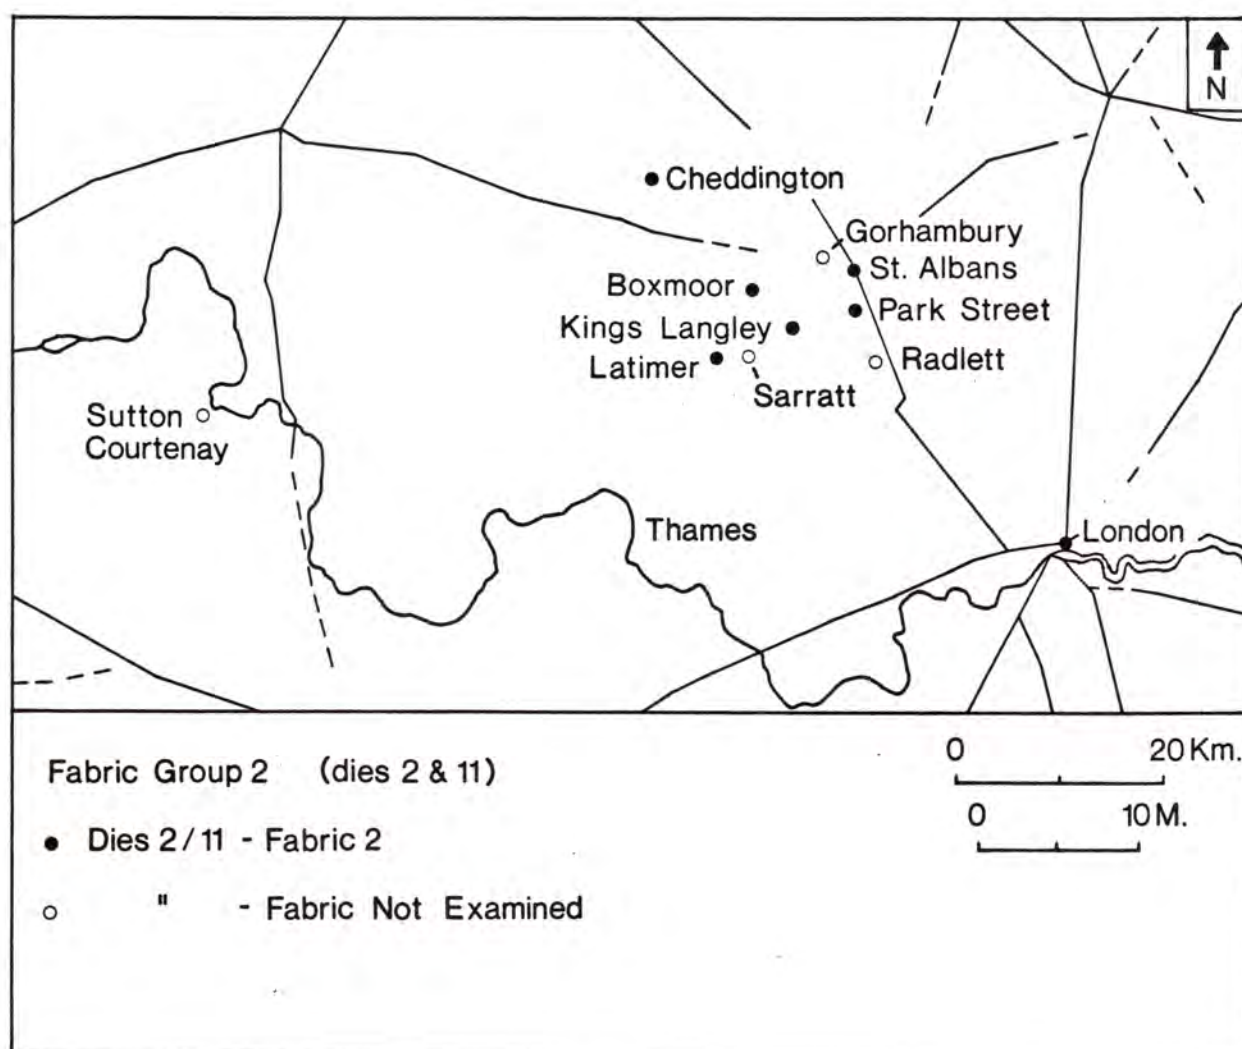 N
Cheddington
Gorhambury
St. Albans
Boxmoor
Park Street
Kings Langley
Latimer
Radlett
Sarratt
Sutton
Courtenay
Thames
London
0 20 Km.
0 10 M.
Fabric Group 2 (dies 2 & 11)
Dies 2/11 - Fabric 2
" - Fabric Not Examined